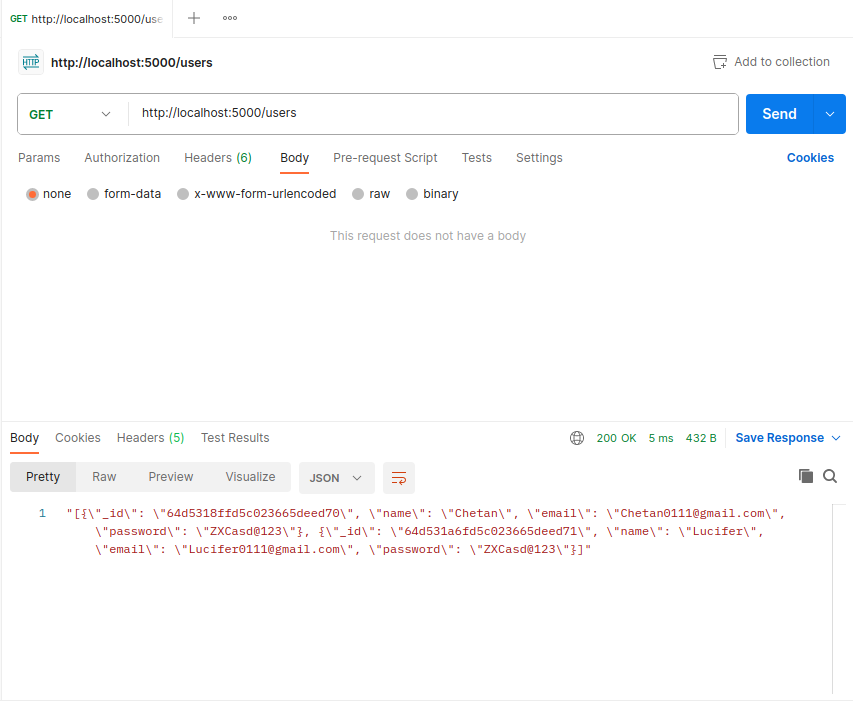 GET http://localhost:5000/use
HTTP http://localhost:5000/users Add to collection
GET http://localhost:5000/users Send
Params Authorization Headers (6) Body Pre-request Script Tests Settings Cookies
none form-data x-www-form-urlencoded raw binary
This request does not have a body
Body Cookies Headers (5) Test Results 200 OK 5 ms 432 B Save Response
Pretty Raw Preview Visualize JSON
1 "[{\"_id\": \"64d5318ffd5c023665deed70\", \"name\": \"Chetan\", \"email\": \"Chetan0111@gmail.com\",
\"password\": \"ZXCasd@123\"}, {\"_id\": \"64d531a6fd5c023665deed71\", \"name\": \"Lucifer\",
\"email\": \"Lucifer0111@gmail.com\", \"password\": \"ZXCasd@123\"}]"